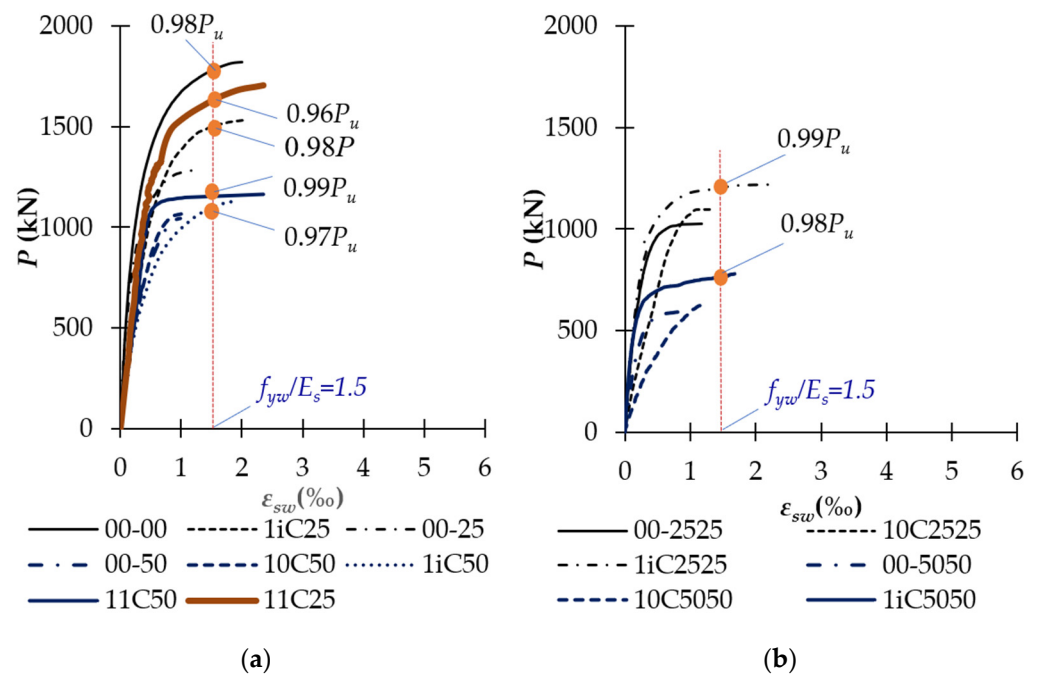 2000
1500
1000
500
0
P (kN)
0 1 2 3 4 5 6
εsw(‰)
0.98Pu
0.96Pu
0.98P
0.99Pu
0.97Pu
fyw/Es=1.5
00-00 1iC25 00-25
00-50 10C50 1iC50
11C50 11C25
(a)
2000
1500
1000
500
0
P (kN)
0 1 2 3 4 5 6
εsw(‰)
0.99Pu
0.98Pu
fyw/Es=1.5
00-2525 10C2525
1iC2525 00-5050
10C5050 1iC5050
(b)